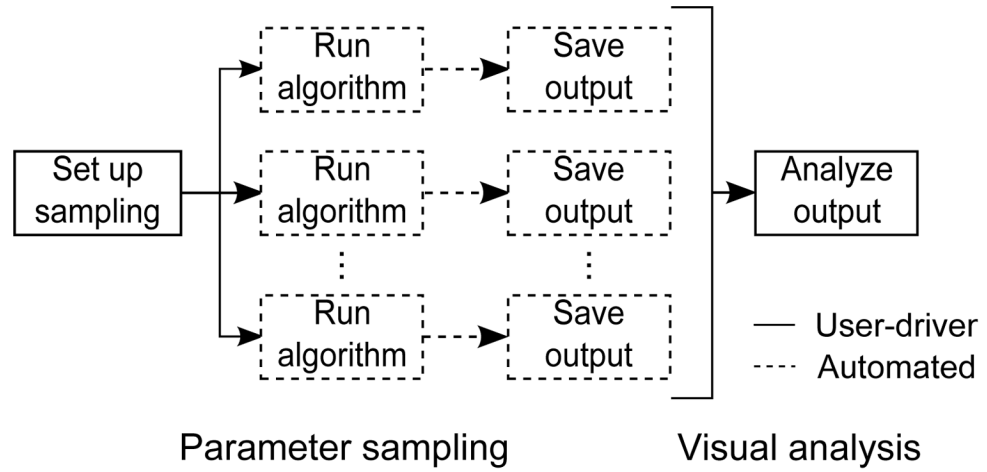 Run
algorithm
Save
output
Set up
sampling
Run
algorithm
Save
output
Analyze
output
Run
algorithm
Save
output
User-driver
Automated
Parameter sampling
Visual analysis